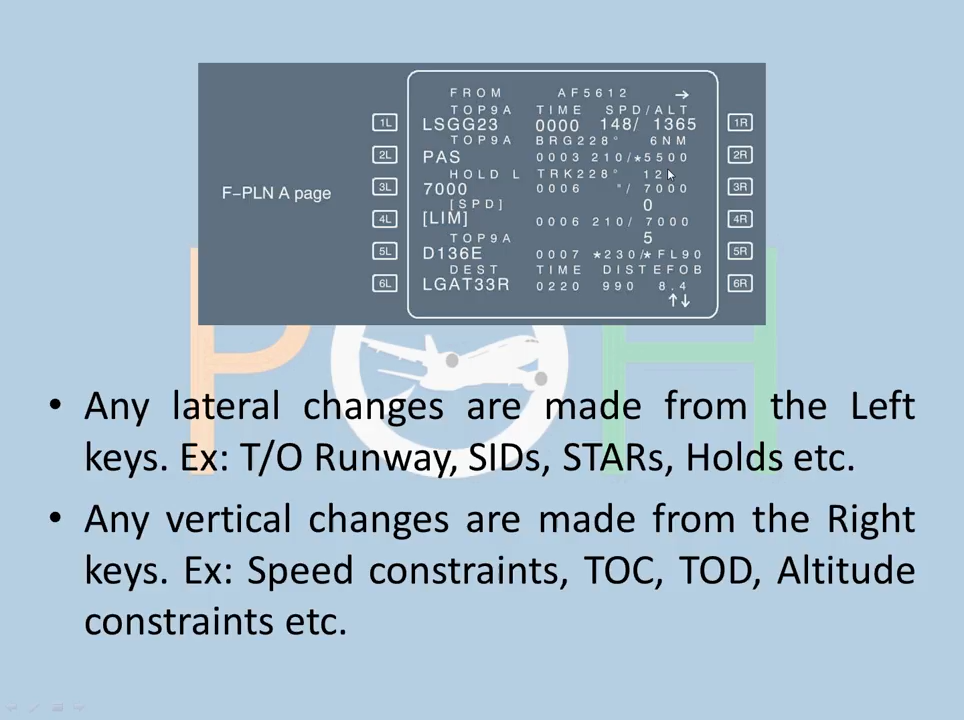 FROM AF5612 →
TOP9A TIME SPD/ALT
1L LSGG23 0000 148/ 1365 1R
TOP9A BRG228° 6NM
2L PAS 0003 210/*5500 2R
HOLD L TRK228° 12
F–PLN A page
3L 7000 0006 "/ 7000 3R
[SPD] 0
4L [LIM] 0006 210/ 7000 4R
TOP9A 5
5L D136E 0007 *230/* FL90 5R
DEST TIME DISTEFOB
6L LGAT33R 0220 990 8.4 6R
↑↓
P H
• Any lateral changes are made from the Left
keys. Ex: T/O Runway, SIDs, STARs, Holds etc.
• Any vertical changes are made from the Right
keys. Ex: Speed constraints, TOC, TOD, Altitude
constraints etc.